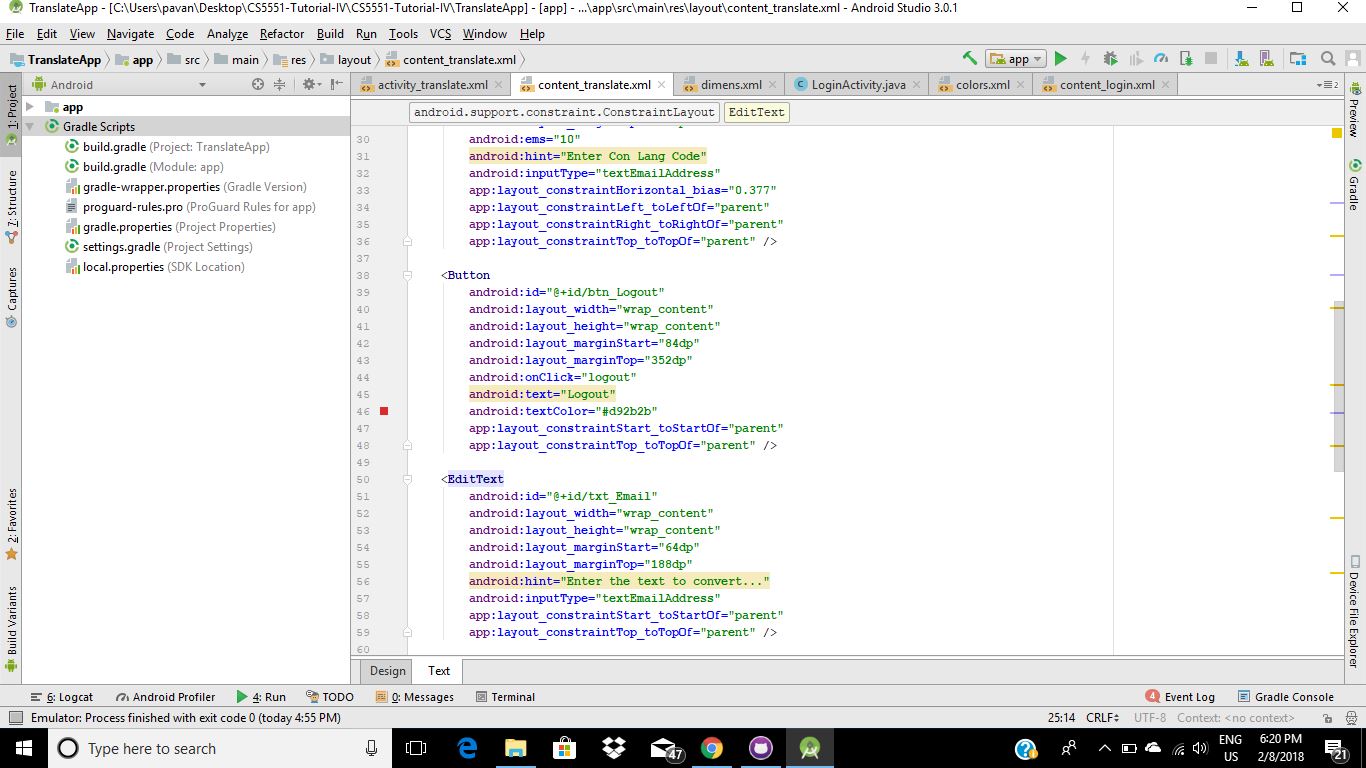 TranslateApp - [C:\Users\pavan\Desktop\CS5551-Tutorial-IV\CS5551-Tutorial-IV\TranslateApp] - [app] - ...\app\src\main\res\layout\content_translate.xml - Android Studio 3.0.1
File Edit View Navigate Code Analyze Refactor Build Run Tools VCS Window Help
TranslateApp app src main res layout content_translate.xml app
Android activity_translate.xml content_translate.xml dimens.xml LoginActivity.java colors.xml content_login.xml 2
android.support.constraint.ConstraintLayout EditText
1: Project
7: Structure
Captures
2: Favorites
Build Variants
app
Gradle Scripts
build.gradle (Project: TranslateApp)
build.gradle (Module: app)
gradle-wrapper.properties (Gradle Version)
proguard-rules.pro (ProGuard Rules for app)
gradle.properties (Project Properties)
settings.gradle (Project Settings)
local.properties (SDK Location)
30 android:ems="10"
31 android:hint="Enter Con Lang Code"
32 android:inputType="textEmailAddress"
33 app:layout_constraintHorizontal_bias="0.377"
34 app:layout_constraintLeft_toLeftOf="parent"
35 app:layout_constraintRight_toRightOf="parent"
36 app:layout_constraintTop_toTopOf="parent" />
37
38 <Button
39 android:id="@+id/btn_Logout"
40 android:layout_width="wrap_content"
41 android:layout_height="wrap_content"
42 android:layout_marginStart="84dp"
43 android:layout_marginTop="352dp"
44 android:onClick="logout"
45 android:text="Logout"
46 android:textColor="#d92b2b"
47 app:layout_constraintStart_toStartOf="parent"
48 app:layout_constraintTop_toTopOf="parent" />
49
50 <EditText
51 android:id="@+id/txt_Email"
52 android:layout_width="wrap_content"
53 android:layout_height="wrap_content"
54 android:layout_marginStart="64dp"
55 android:layout_marginTop="188dp"
56 android:hint="Enter the text to convert..."
57 android:inputType="textEmailAddress"
58 app:layout_constraintStart_toStartOf="parent"
59 app:layout_constraintTop_toTopOf="parent" />
60
Preview
Gradle
Device File Explorer
Design Text
6: Logcat Android Profiler 4: Run TODO 0: Messages Terminal 4 Event Log Gradle Console
Emulator: Process finished with exit code 0 (today 4:55 PM) 25:14 CRLF UTF-8 Context: <no context>
Type here to search 47 ENG 6:20 PM
US 2/8/2018 21